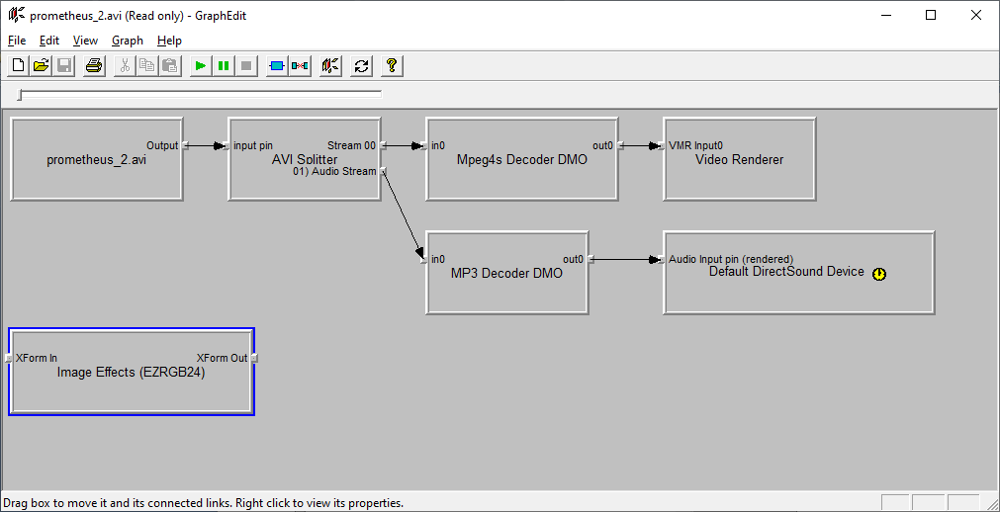 prometheus_2.avi (Read only) - GraphEdit
File Edit View Graph Help
Output
prometheus_2.avi
input pin Stream 00
AVI Splitter
01) Audio Stream
in0 out0
Mpeg4s Decoder DMO
VMR Input0
Video Renderer
in0 out0
MP3 Decoder DMO
Audio Input pin (rendered)
Default DirectSound Device
XForm In XForm Out
Image Effects (EZRGB24)
Drag box to move it and its connected links. Right click to view its properties.